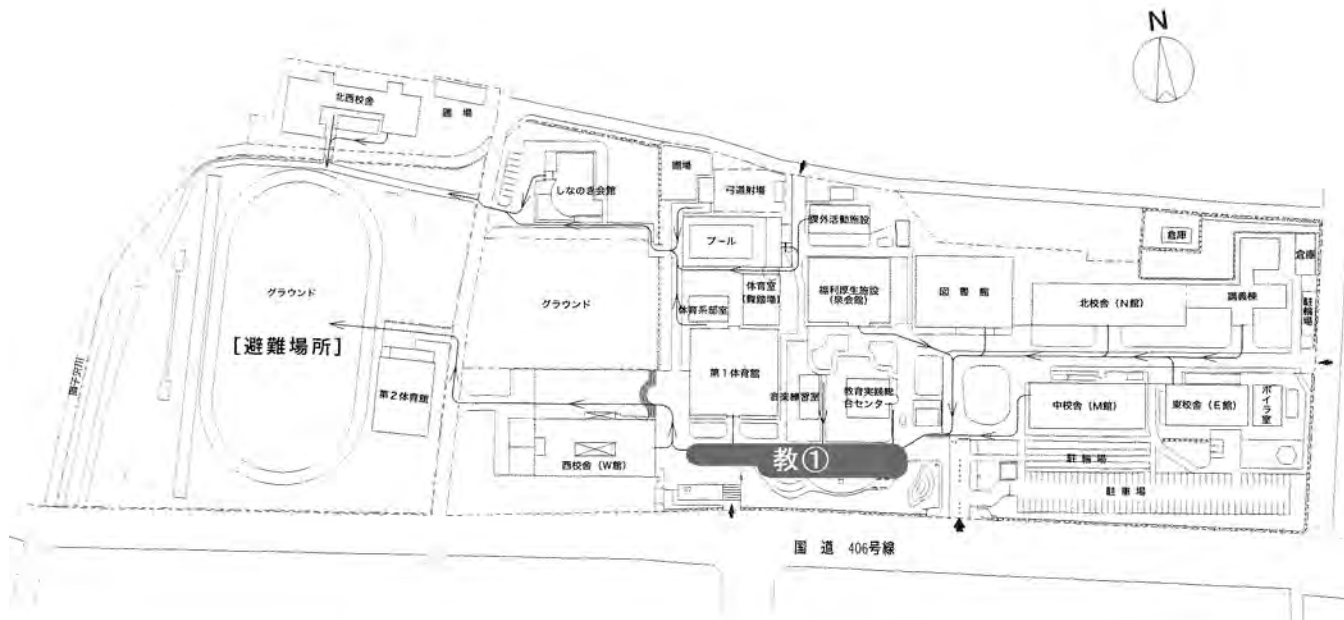 N
北西校舎
圃場
しなのき会館
圃場
弓道射場
課外活動施設
プール
倉庫
倉庫
グラウンド
グラウンド
体育系部室
体育室
(舞踏場)
福利厚生施設
(泉会館)
図書館
北校舎(N館)
講義棟
駐輪場
[避難場所]
第2体育館
第1体育館
音楽練習室
教育実践総
合センター
中校舎(M館)
東校舎(E館)
ボイラ室
西校舎(W館)
教①
駐輪場
駐車場
国道 406号線